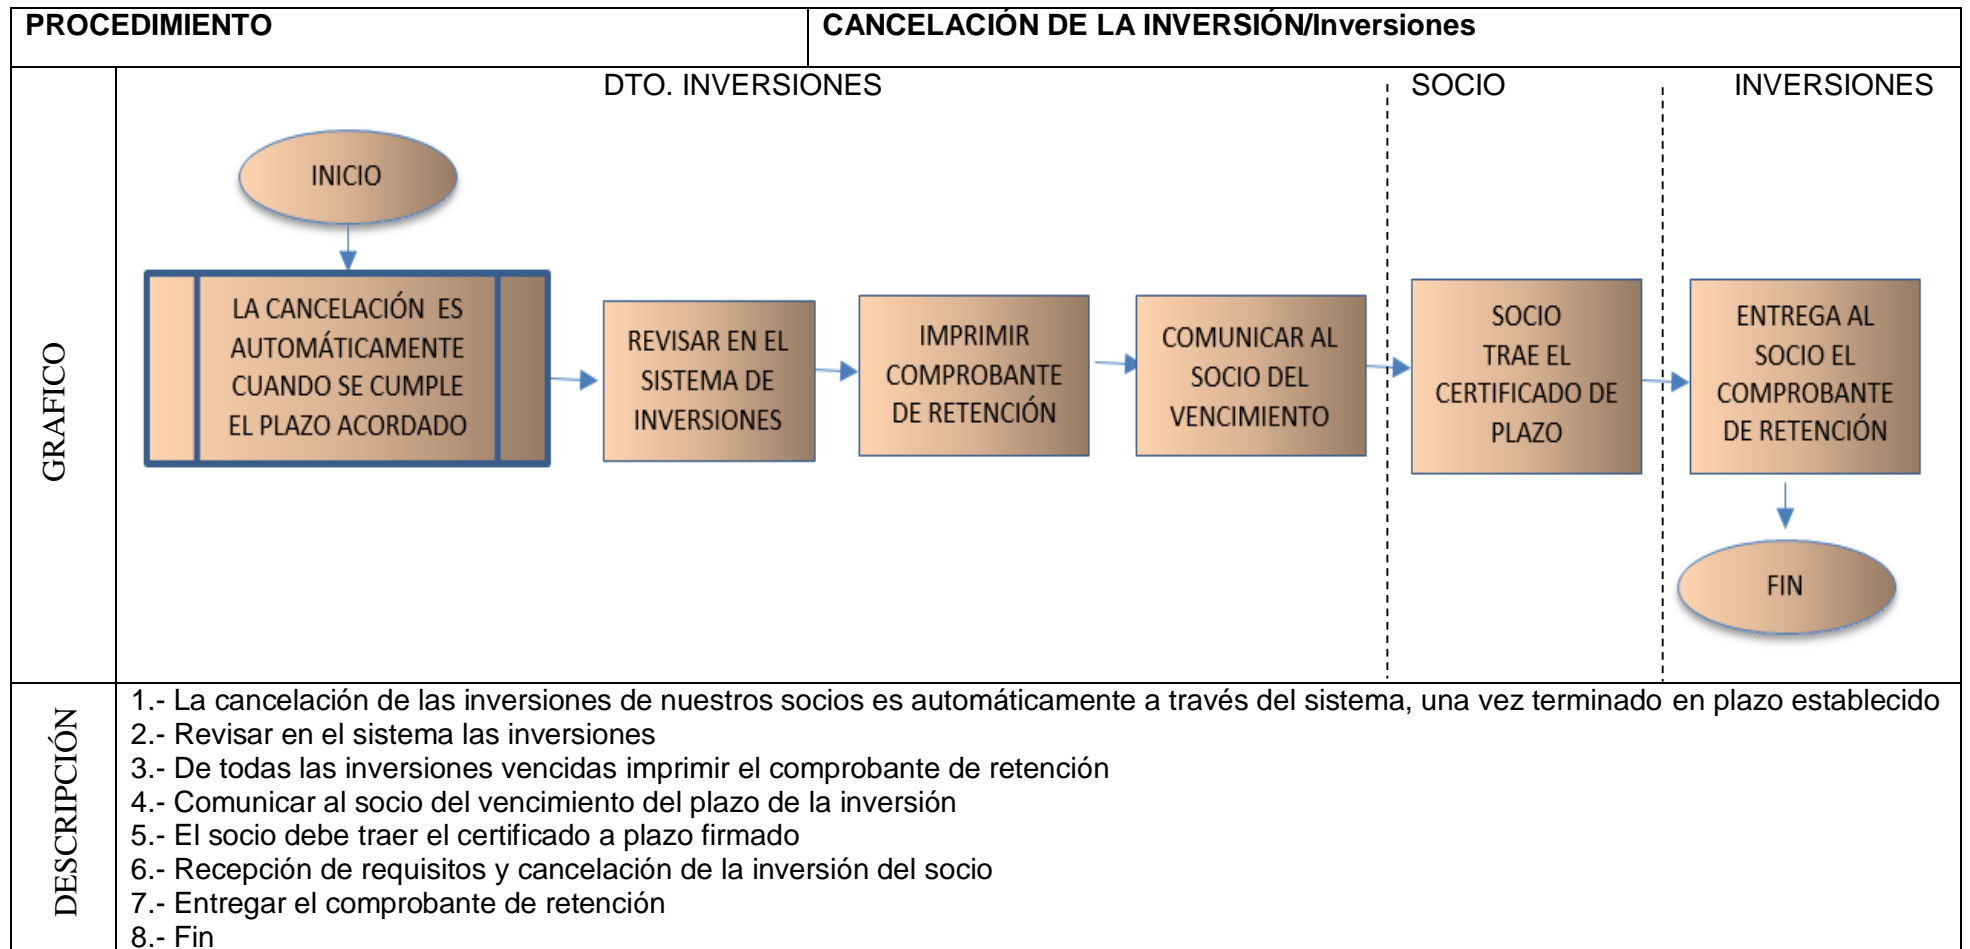 PROCEDIMIENTO
CANCELACIÓN DE LA INVERSIÓN/Inversiones
GRAFICO
DTO. INVERSIONES
SOCIO
INVERSIONES
INICIO
LA CANCELACIÓN ES
AUTOMÁTICAMENTE
CUANDO SE CUMPLE
EL PLAZO ACORDADO
REVISAR EN EL
SISTEMA DE
INVERSIONES
IMPRIMIR
COMPROBANTE
DE RETENCIÓN
COMUNICAR AL
SOCIO DEL
VENCIMIENTO
SOCIO
TRAE EL
CERTIFICADO DE
PLAZO
ENTREGA AL
SOCIO EL
COMPROBANTE
DE RETENCIÓN
FIN
DESCRIPCIÓN
1.- La cancelación de las inversiones de nuestros socios es automáticamente a través del sistema, una vez terminado en plazo establecido
2.- Revisar en el sistema las inversiones
3.- De todas las inversiones vencidas imprimir el comprobante de retención
4.- Comunicar al socio del vencimiento del plazo de la inversión
5.- El socio debe traer el certificado a plazo firmado
6.- Recepción de requisitos y cancelación de la inversión del socio
7.- Entregar el comprobante de retención
8.- Fin